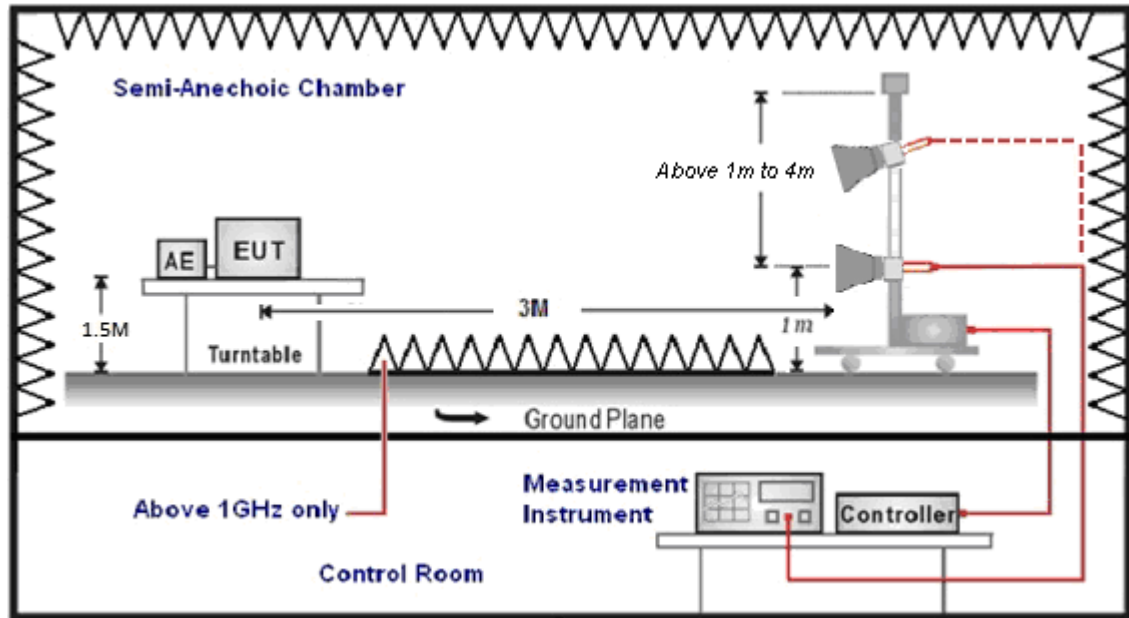 Semi-Anechoic Chamber
Above 1m to 4m
AE
EUT
1.5M
3M
1m
Turntable
Ground Plane
Above 1GHz only
Measurement
Instrument
Controller
Control Room